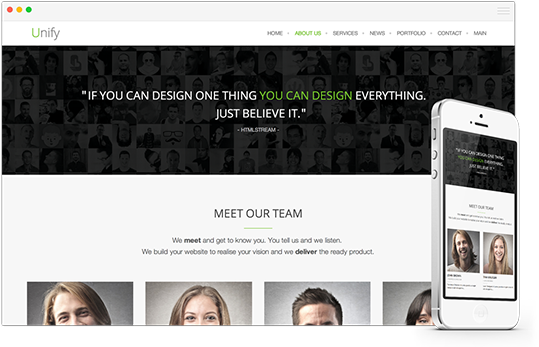 Unify
HOME • ABOUT US • SERVICES • NEWS • PORTFOLIO • CONTACT • MAIN
"IF YOU CAN DESIGN ONE THING YOU CAN DESIGN EVERYTHING.
JUST BELIEVE IT."
- HTMLSTREAM -
MEET OUR TEAM
We meet and get to know you. You tell us and we listen.
We build your website to realise your vision and we deliver the ready product.
"IF YOU CAN DESIGN ONE THING
YOU CAN DESIGN EVERYTHING.
JUST BELIEVE IT."
MEET OUR TEAM